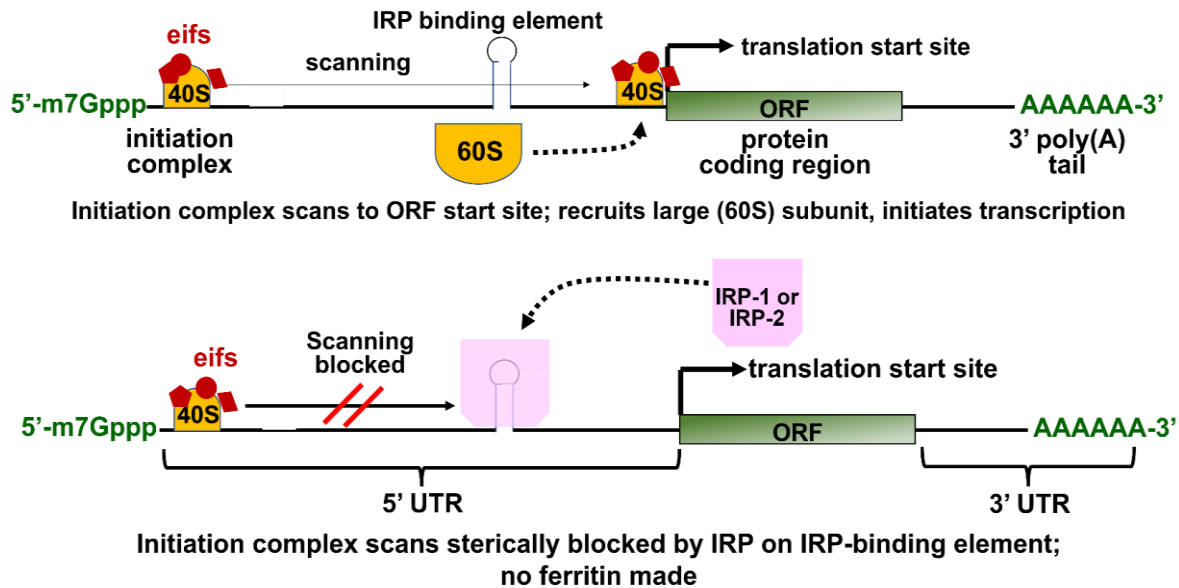 IRP binding element
eifs
scanning
translation start site
40S
40S
5'-m7Gppp
ORF
AAAAAA-3'
initiation
complex
60S
protein
coding region
3' poly(A)
tail
Initiation complex scans to ORF start site; recruits large (60S) subunit, initiates transcription
IRP-1 or
IRP-2
Scanning
blocked
eifs
translation start site
40S
5'-m7Gppp
ORF
AAAAAA-3'
5' UTR
3' UTR
Initiation complex scans sterically blocked by IRP on IRP-binding element;
no ferritin made